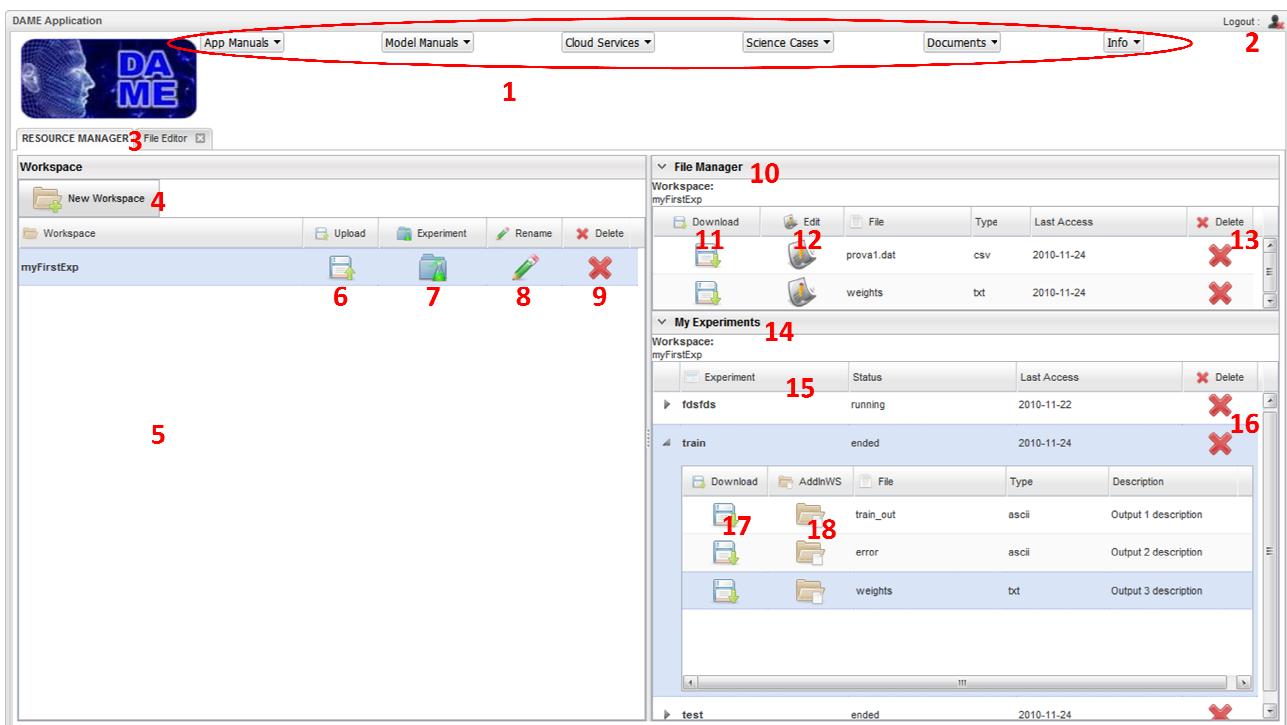 DAME Application
Logout :
App Manuals Model Manuals Cloud Services Science Cases Documents Info
2
DA
ME
1
RESOURCE MANAGER 3 File Editor
Workspace
New Workspace 4
Workspace Upload Experiment Rename Delete
myFirstExp
6 7 8 9
5
File Manager 10
Workspace:
myFirstExp
Download Edit File Type Last Access Delete
11 12 13
prova1.dat csv 2010-11-24
weights txt 2010-11-24
My Experiments 14
Workspace:
myFirstExp
Experiment Status Last Access Delete
15
fdsfds running 2010-11-22
16
train ended 2010-11-24
Download AddInWS File Type Description
train_out ascii Output 1 description
17 18
error ascii Output 2 description
weights txt Output 3 description
test ended 2010-11-24